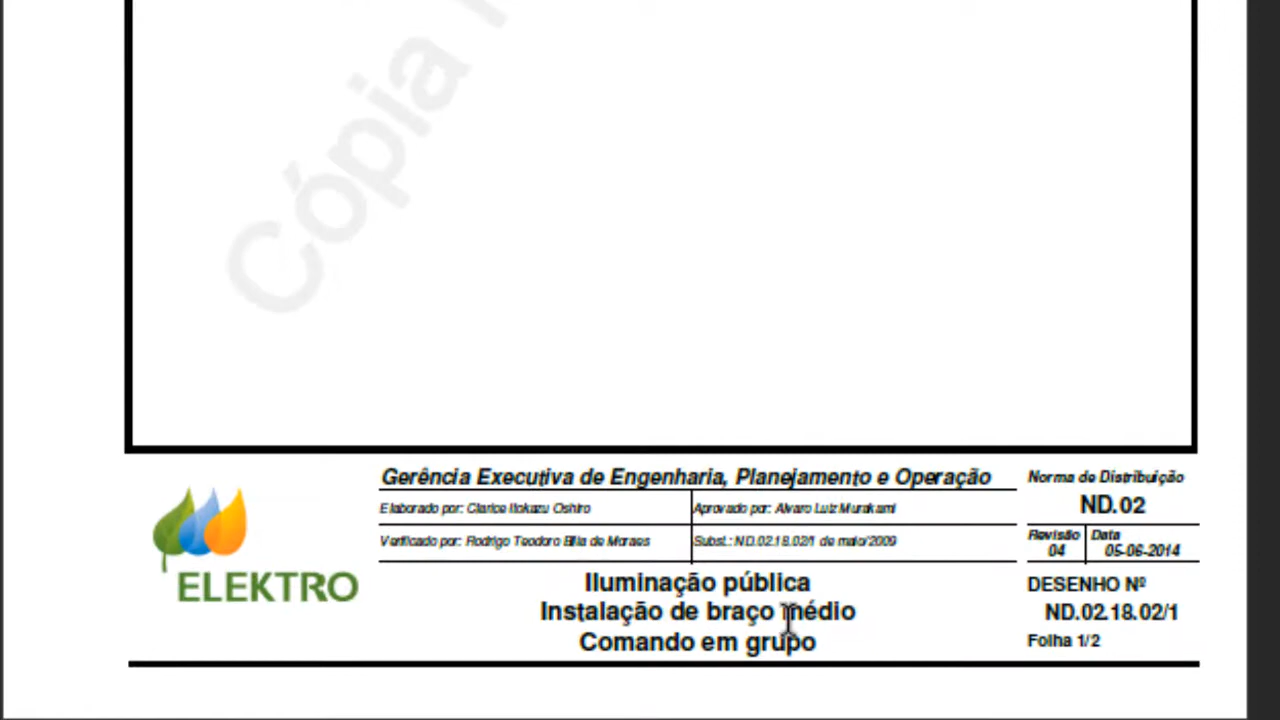 Cópia
Gerência Executiva de Engenharia, Planejamento e Operação
Elaborado por: Clarice Itokazu Oshiro
Aprovado por: Alvaro Luiz Murakami
Verificado por: Rodrigo Teodoro Bilia de Moraes
Subst.: ND.02.18.02/1 de maio/2009
Norma de Distribuição
ND.02
Revisão
04
Data
05-06-2014
ELEKTRO
Iluminação pública
Instalação de braço médio
Comando em grupo
DESENHO Nº
ND.02.18.02/1
Folha 1/2